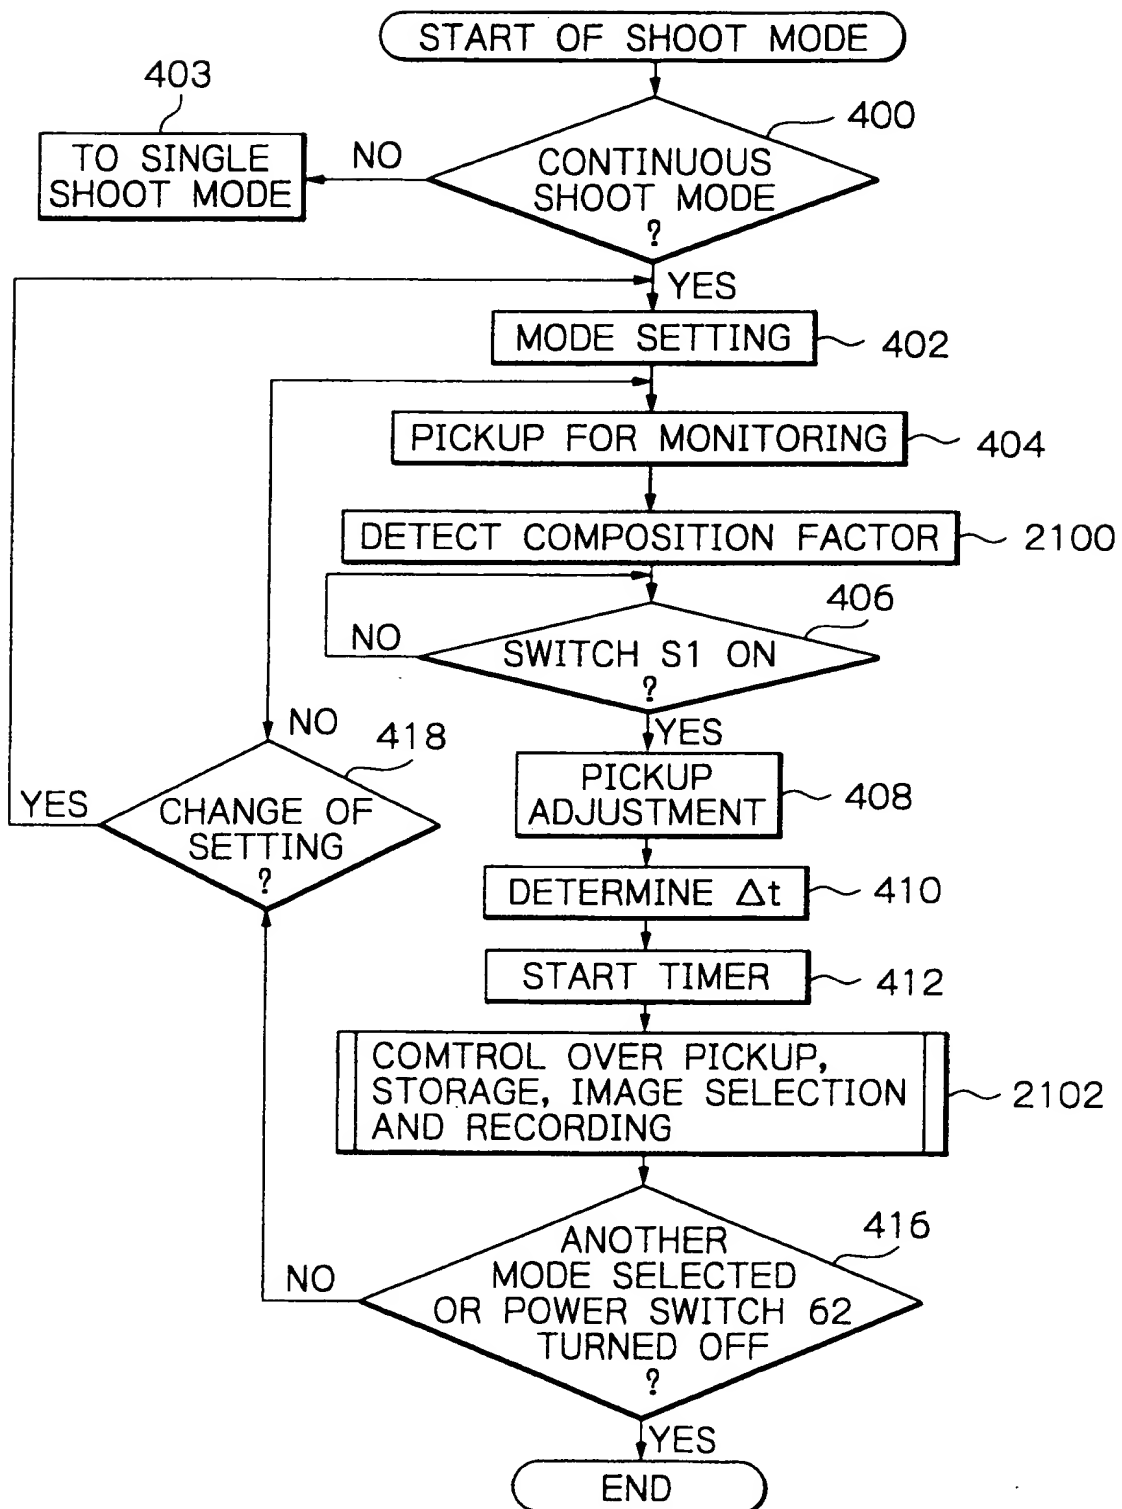 START OF SHOOT MODE
403
400
TO SINGLE
SHOOT MODE
NO
CONTINUOUS
SHOOT MODE
?
YES
MODE SETTING
402
PICKUP FOR MONITORING
404
DETECT COMPOSITION FACTOR
2100
406
NO
SWITCH S1 ON
?
YES
NO
418
PICKUP
ADJUSTMENT
408
YES
CHANGE OF
SETTING
?
DETERMINE Δt
410
START TIMER
412
COMTROL OVER PICKUP,
STORAGE, IMAGE SELECTION
AND RECORDING
2102
416
ANOTHER
MODE SELECTED
OR POWER SWITCH 62
TURNED OFF
?
NO
YES
END